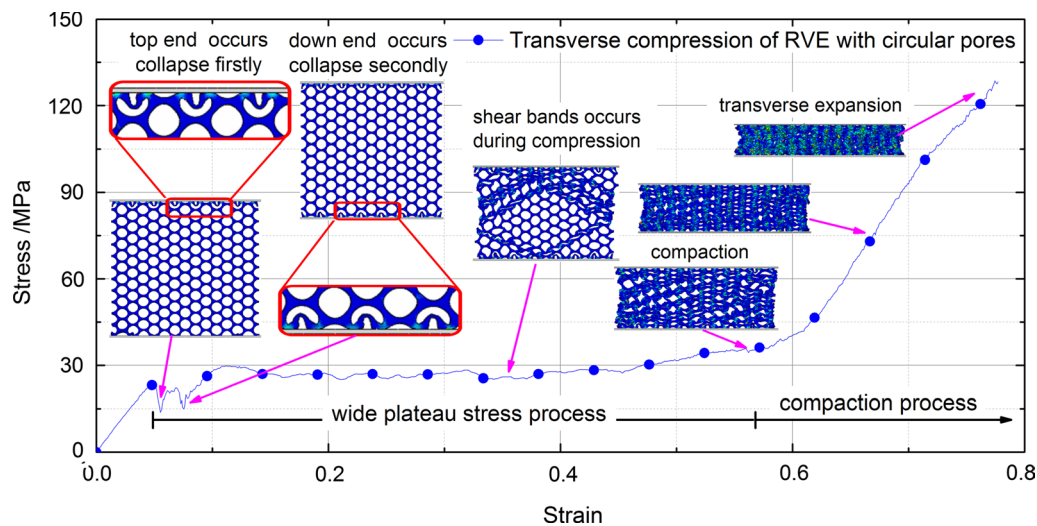 150
120
90
60
30
0
Stress /MPa
top end occurs
collapse firstly
down end occurs
collapse secondly
Transverse compression of RVE with circular pores
shear bands occurs
during compression
transverse expansion
compaction
wide plateau stress process
compaction process
0.0
0.2
0.4
0.6
0.8
Strain